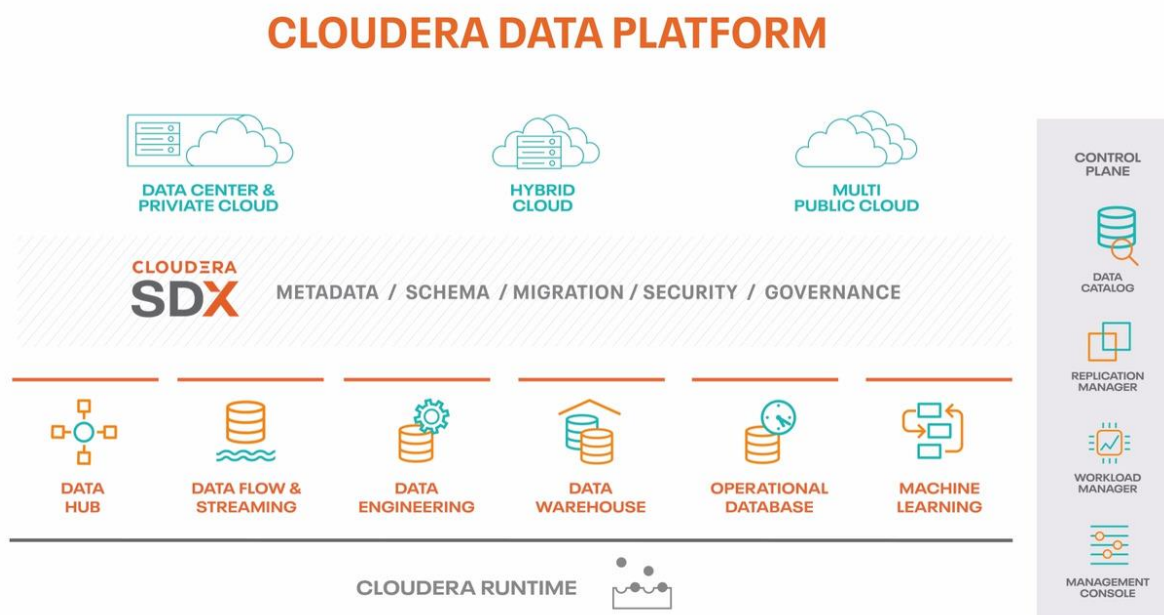 CLOUDERA DATA PLATFORM
DATA CENTER &
PRIVIATE CLOUD
HYBRID
CLOUD
MULTI
PUBLIC CLOUD
CLOUDERA
SDX
METADATA / SCHEMA / MIGRATION / SECURITY / GOVERNANCE
DATA
HUB
DATA FLOW &
STREAMING
DATA
ENGINEERING
DATA
WAREHOUSE
OPERATIONAL
DATABASE
MACHINE
LEARNING
CLOUDERA RUNTIME
CONTROL
PLANE
DATA
CATALOG
REPLICATION
MANAGER
WORKLOAD
MANAGER
MANAGEMENT
CONSOLE